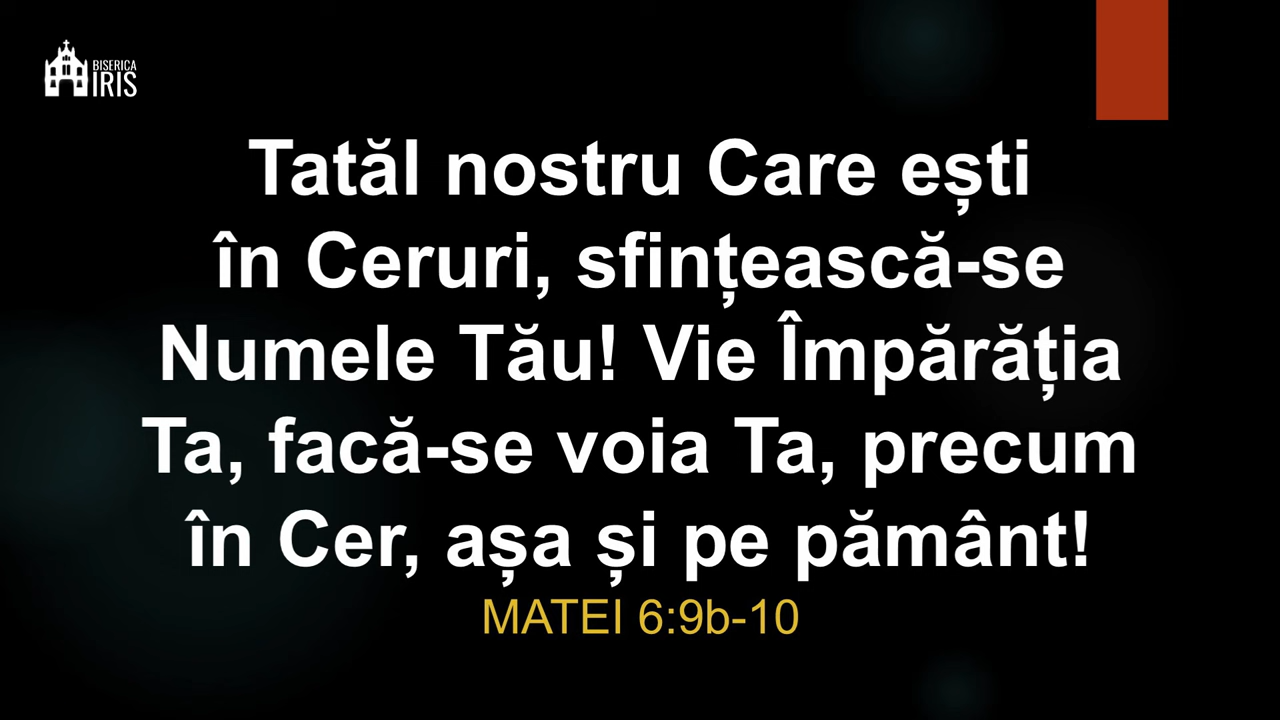 BISERICA
IRIS
Tatăl nostru Care ești
în Ceruri, sfințească-se
Numele Tău! Vie Împărăția
Ta, facă-se voia Ta, precum
în Cer, așa și pe pământ!
MATEI 6:9b-10